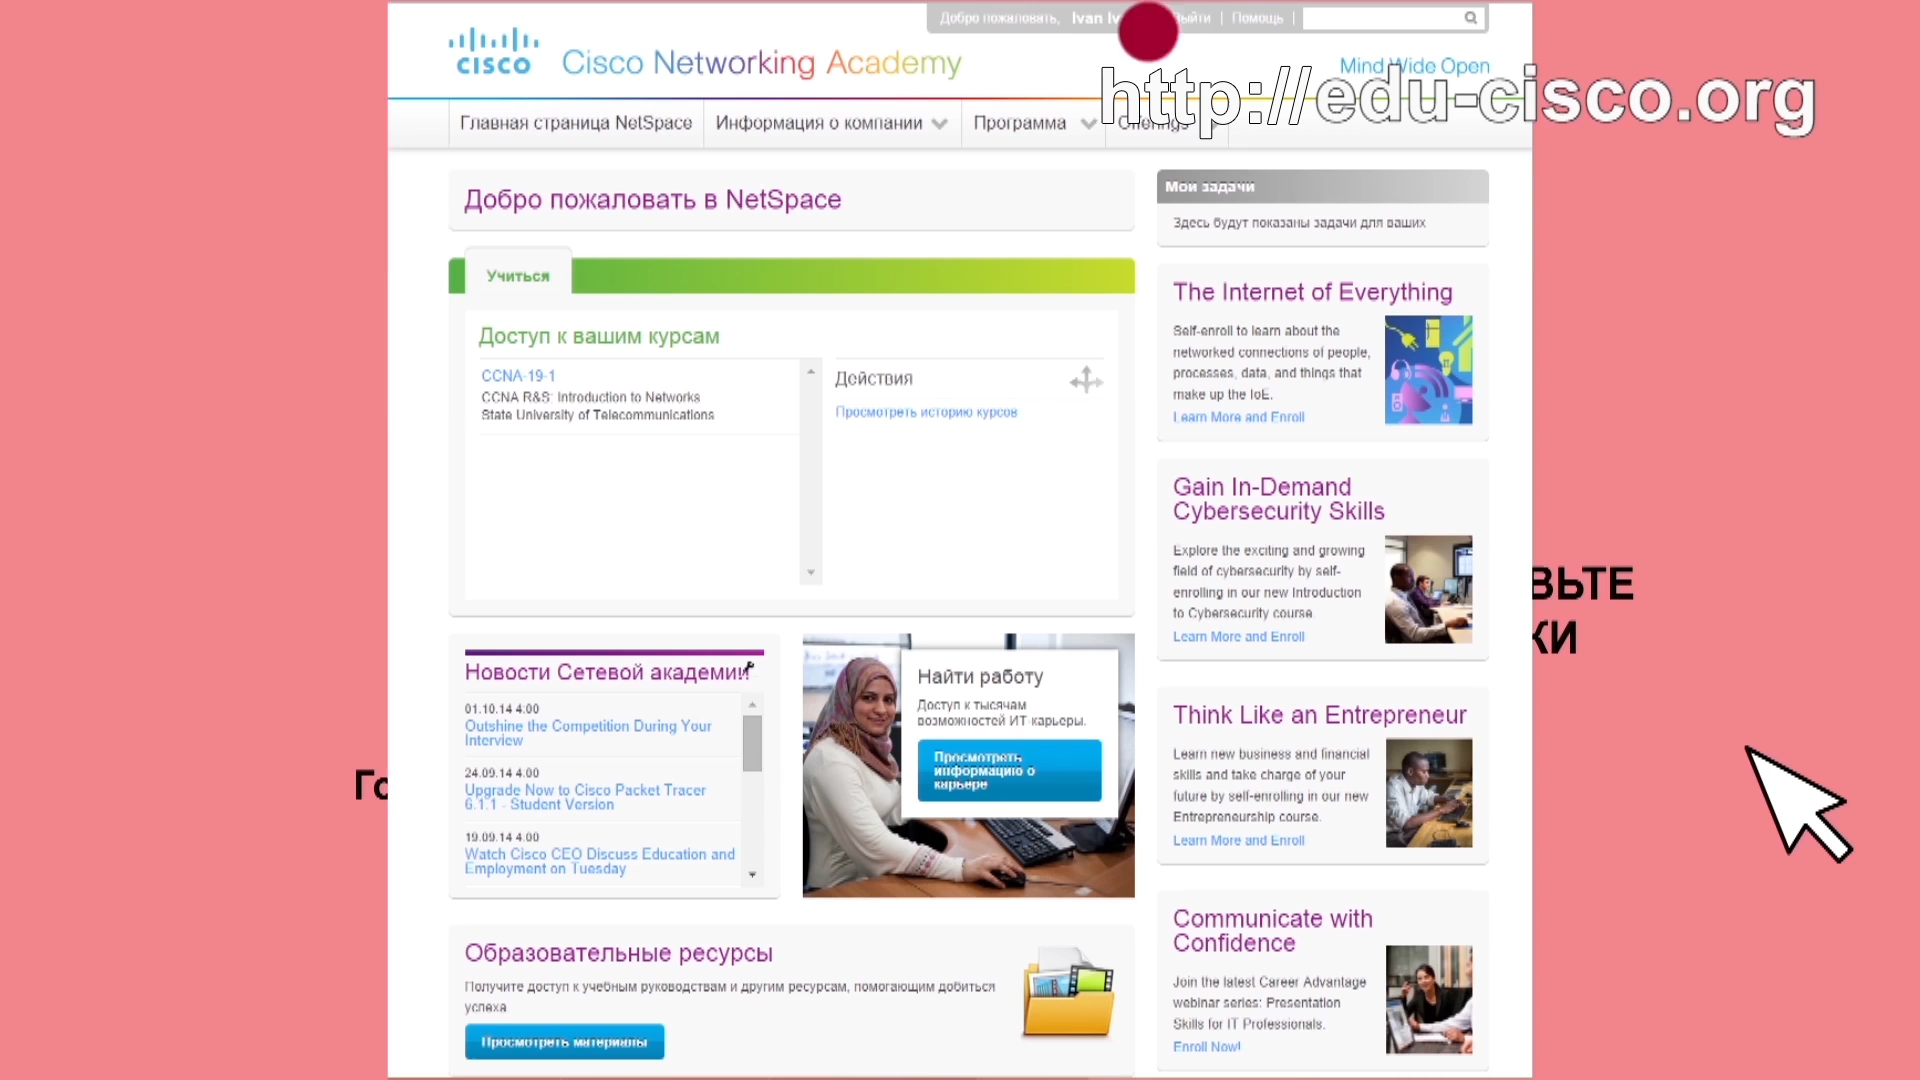 Добро пожаловать, Ivan
Выйти | Помощь |
cisco
Cisco Networking Academy
Mind Wide Open
http://edu-cisco.org
Главная страница NetSpace
Информация о компании
Программа
Offerings
Добро пожаловать в NetSpace
Учиться
Доступ к вашим курсам
CCNA-19-1
CCNA R&S: Introduction to Networks
State University of Telecommunications
Действия
Просмотреть историю курсов
Мои задачи
Здесь будут показаны задачи для ваших
The Internet of Everything
Self-enroll to learn about the
networked connections of people,
processes, data, and things that
make up the IoE.
Learn More and Enroll
Gain In-Demand
Cybersecurity Skills
Explore the exciting and growing
field of cybersecurity by self-
enrolling in our new Introduction
to Cybersecurity course.
Learn More and Enroll
ВЬТЕ
КИ
Новости Сетевой академии
01.10.14 4:00
Outshine the Competition During Your
Interview
24.09.14 4:00
Upgrade Now to Cisco Packet Tracer
6.1.1 - Student Version
19.09.14 4:00
Watch Cisco CEO Discuss Education and
Employment on Tuesday
Найти работу
Доступ к тысячам
возможностей ИТ-карьеры.
Просмотреть
информацию о
карьере
Think Like an Entrepreneur
Learn new business and financial
skills and take charge of your
future by self-enrolling in our new
Entrepreneurship course.
Learn More and Enroll
Образовательные ресурсы
Получите доступ к учебным руководствам и другим ресурсам, помогающим добиться
успеха
Просмотреть материалы
Communicate with
Confidence
Join the latest Career Advantage
webinar series: Presentation
Skills for IT Professionals.
Enroll Now!